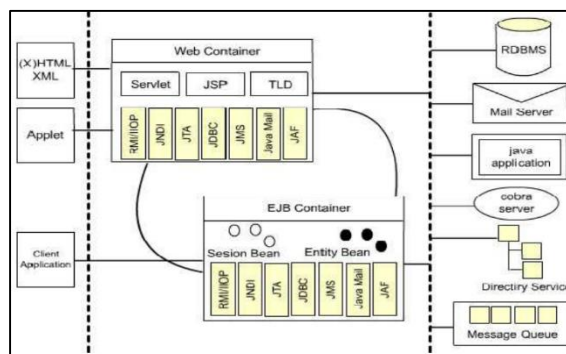 (X)HTML
XML
Applet
Client
Application
Web Container
Servlet
JSP
TLD
RMI/IIOP
JNDI
JTA
JDBC
JMS
Java Mail
JAF
EJB Container
Sesion Bean
Entity Bean
RMI/IIOP
JNDI
JTA
JDBC
JMS
Java Mail
JAF
RDBMS
Mail Server
java
application
cobra
server
Directiry Service
Message Queue